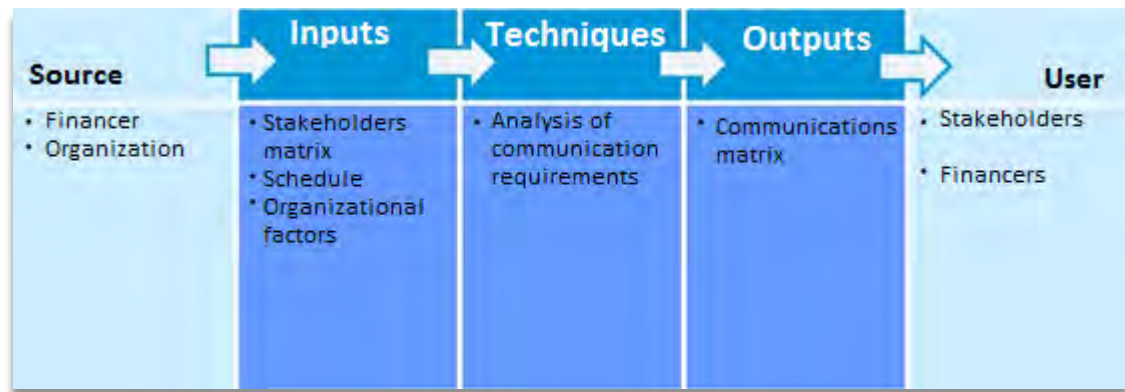 Source
Inputs
Techniques
Outputs
User
• Financer
• Organization
• Stakeholders
matrix
• Schedule
• Organizational
factors
• Analysis of
communication
requirements
• Communications
matrix
• Stakeholders
• Financers